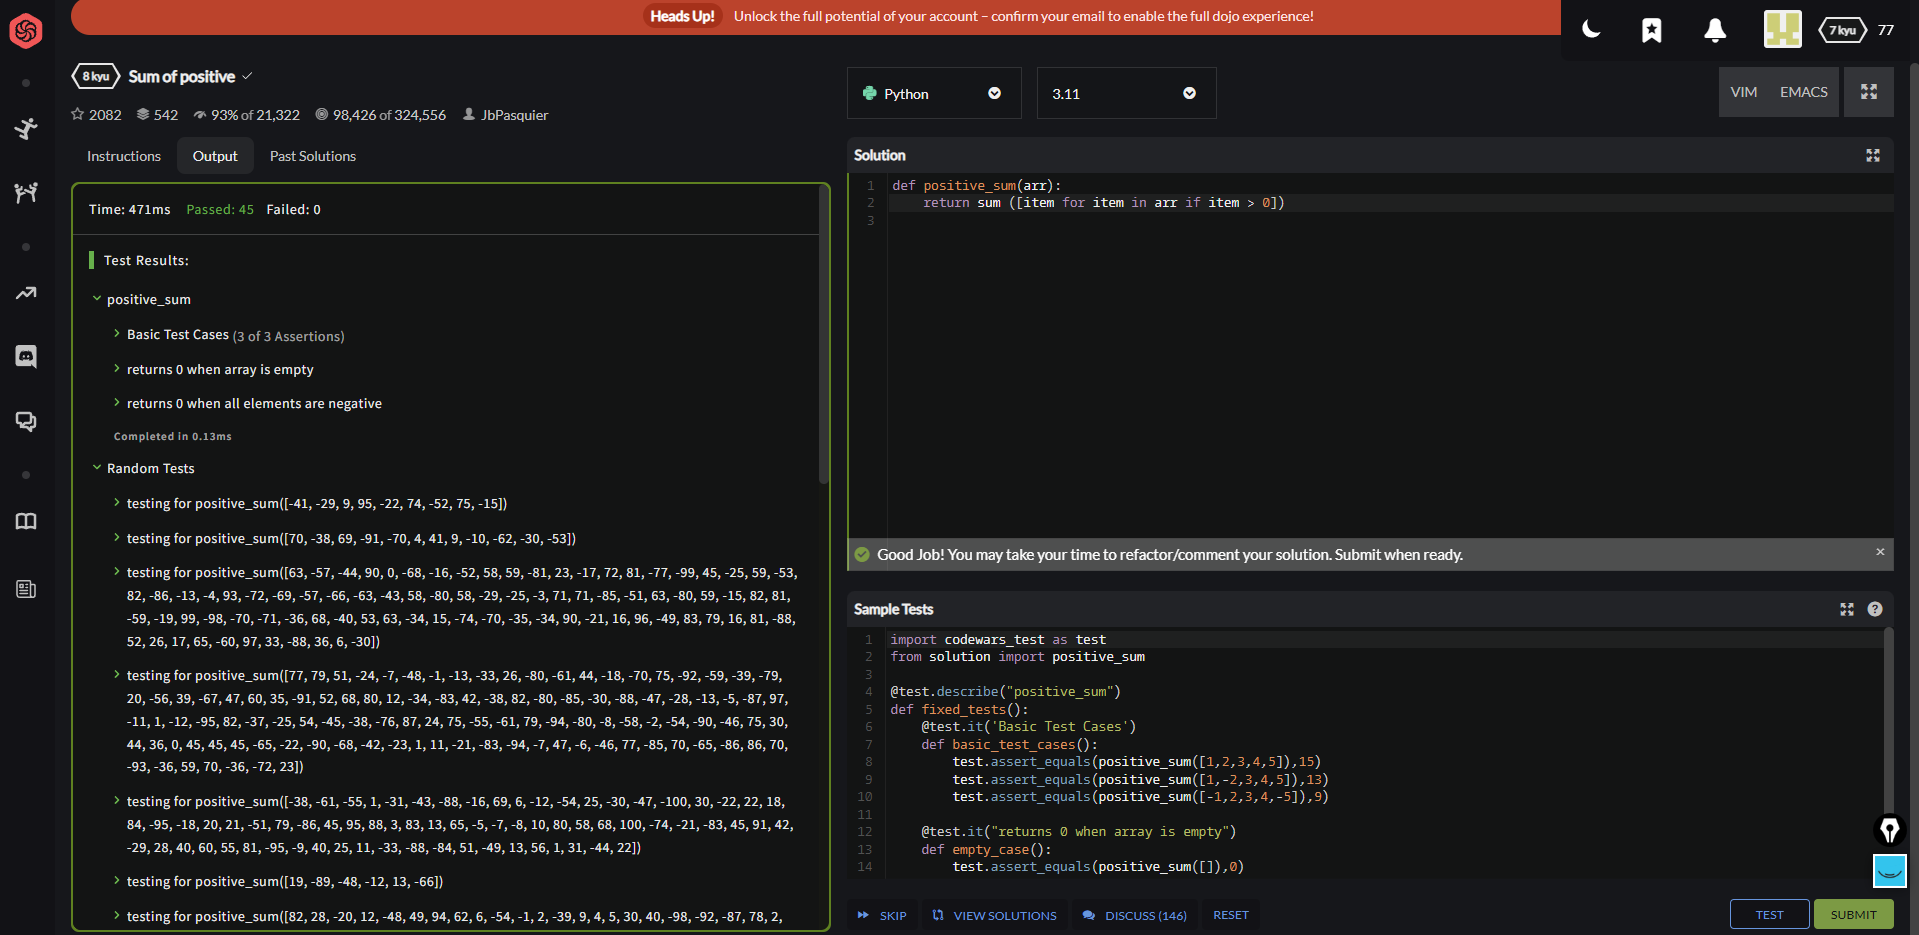 Heads Up! Unlock the full potential of your account – confirm your email to enable the full dojo experience!
7 kyu 77
8 kyu Sum of positive
2082 542 93% of 21,322 98,426 of 324,556 JbPasquier
Instructions Output Past Solutions
Time: 471ms Passed: 45 Failed: 0
Test Results:
positive_sum
Basic Test Cases (3 of 3 Assertions)
returns 0 when array is empty
returns 0 when all elements are negative
Completed in 0.13ms
Random Tests
testing for positive_sum([-41, -29, 9, 95, -22, 74, -52, 75, -15])
testing for positive_sum([70, -38, 69, -91, -70, 4, 41, 9, -10, -62, -30, -53])
testing for positive_sum([63, -57, -44, 90, 0, -68, -16, -52, 58, 59, -81, 23, -17, 72, 81, -77, -99, 45, -25, 59, -53,
82, -86, -13, -4, 93, -72, -69, -57, -66, -63, -43, 58, -80, 58, -29, -25, -3, 71, 71, -85, -51, 63, -80, 59, -15, 82, 81,
-59, -19, 99, -98, -70, -71, -36, 68, -40, 53, 63, -34, 15, -74, -70, -35, -34, 90, -21, 16, 96, -49, 83, 79, 16, 81, -88,
52, 26, 17, 65, -60, 97, 33, -88, 36, 6, -30])
testing for positive_sum([77, 79, 51, -24, -7, -48, -1, -13, -33, 26, -80, -61, 44, -18, -70, 75, -92, -59, -39, -79,
20, -56, 39, -67, 47, 60, 35, -91, 52, 68, 80, 12, -34, -83, 42, -38, 82, -80, -85, -30, -88, -47, -28, -13, -5, -87, 97,
-11, 1, -12, -95, 82, -37, -25, 54, -45, -38, -76, 87, 24, 75, -55, -61, 79, -94, -80, -8, -58, -2, -54, -90, -46, 75, 30,
44, 36, 0, 45, 45, 45, -65, -22, -90, -68, -42, -23, 1, 11, -21, -83, -94, -7, 47, -6, -46, 77, -85, 70, -65, -86, 86, 70,
-93, -36, 59, 70, -36, -72, 23])
testing for positive_sum([-38, -61, -55, 1, -31, -43, -88, -16, 69, 6, -12, -54, 25, -30, -47, -100, 30, -22, 22, 18,
84, -95, -18, 20, 21, -51, 79, -86, 45, 95, 88, 3, 83, 13, 65, -5, -7, -8, 10, 80, 58, 68, 100, -74, -21, -83, 45, 91, 42,
-29, 28, 40, 60, 55, 81, -95, -9, 40, 25, 11, -33, -88, -84, 51, -49, 13, 56, 1, 31, -44, 22])
testing for positive_sum([19, -89, -48, -12, 13, -66])
testing for positive_sum([82, 28, -20, 12, -48, 49, 94, 62, 6, -54, -1, 2, -39, 9, 4, 5, 30, 40, -98, -92, -87, 78, 2,
Python 3.11 VIM EMACS
Solution
1 def positive_sum(arr):
2 return sum ([item for item in arr if item > 0])
3
Good Job! You may take your time to refactor/comment your solution. Submit when ready. ×
Sample Tests ?
1 import codewars_test as test
2 from solution import positive_sum
3
4 @test.describe("positive_sum")
5 def fixed_tests():
6 @test.it('Basic Test Cases')
7 def basic_test_cases():
8 test.assert_equals(positive_sum([1,2,3,4,5]),15)
9 test.assert_equals(positive_sum([1,-2,3,4,5]),13)
10 test.assert_equals(positive_sum([-1,2,3,4,-5]),9)
11
12 @test.it("returns 0 when array is empty")
13 def empty_case():
14 test.assert_equals(positive_sum([]),0)
SKIP VIEW SOLUTIONS DISCUSS (146) RESET TEST SUBMIT